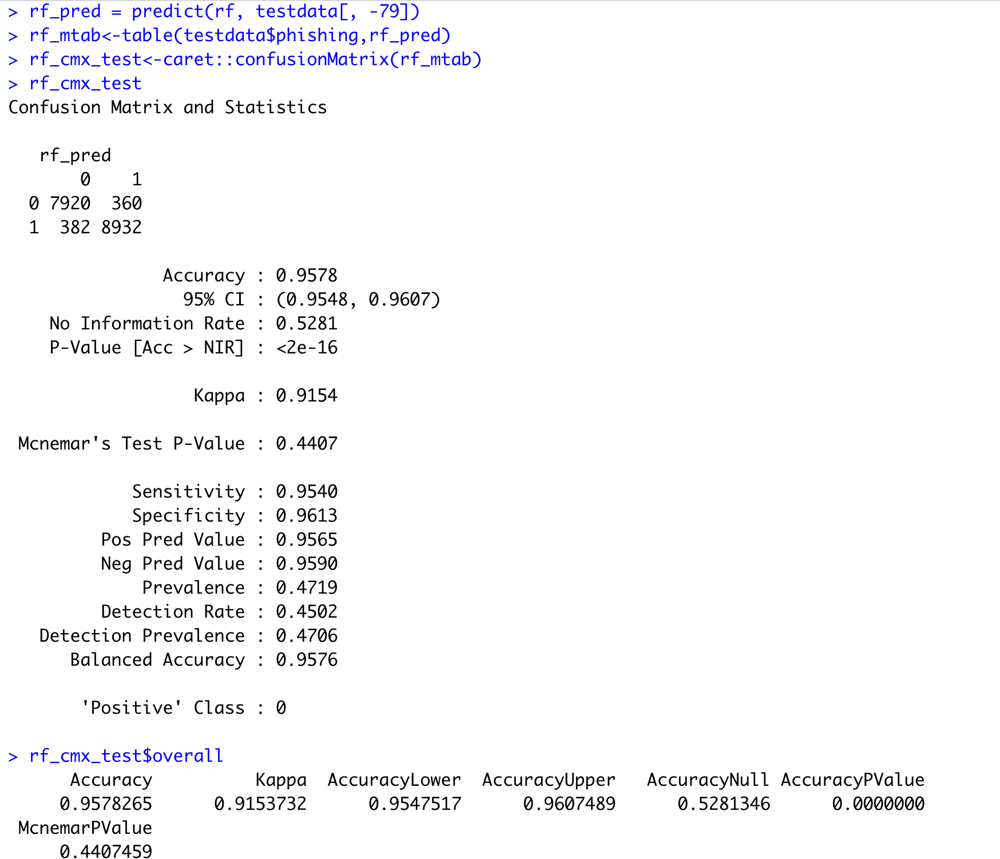 > rf_pred = predict(rf, testdata[, -79])
> rf_mtab<-table(testdata$phishing,rf_pred)
> rf_cmx_test<-caret::confusionMatrix(rf_mtab)
> rf_cmx_test
Confusion Matrix and Statistics

   rf_pred
       0    1
  0 7920  360
  1  382 8932

               Accuracy : 0.9578
                 95% CI : (0.9548, 0.9607)
    No Information Rate : 0.5281
    P-Value [Acc > NIR] : <2e-16

                  Kappa : 0.9154

 Mcnemar's Test P-Value : 0.4407

            Sensitivity : 0.9540
            Specificity : 0.9613
         Pos Pred Value : 0.9565
         Neg Pred Value : 0.9590
             Prevalence : 0.4719
         Detection Rate : 0.4502
   Detection Prevalence : 0.4706
      Balanced Accuracy : 0.9576

       'Positive' Class : 0

> rf_cmx_test$overall
      Accuracy          Kappa  AccuracyLower  AccuracyUpper   AccuracyNull AccuracyPValue
     0.9578265      0.9153732      0.9547517      0.9607489      0.5281346      0.0000000
 McnemarPValue
     0.4407459